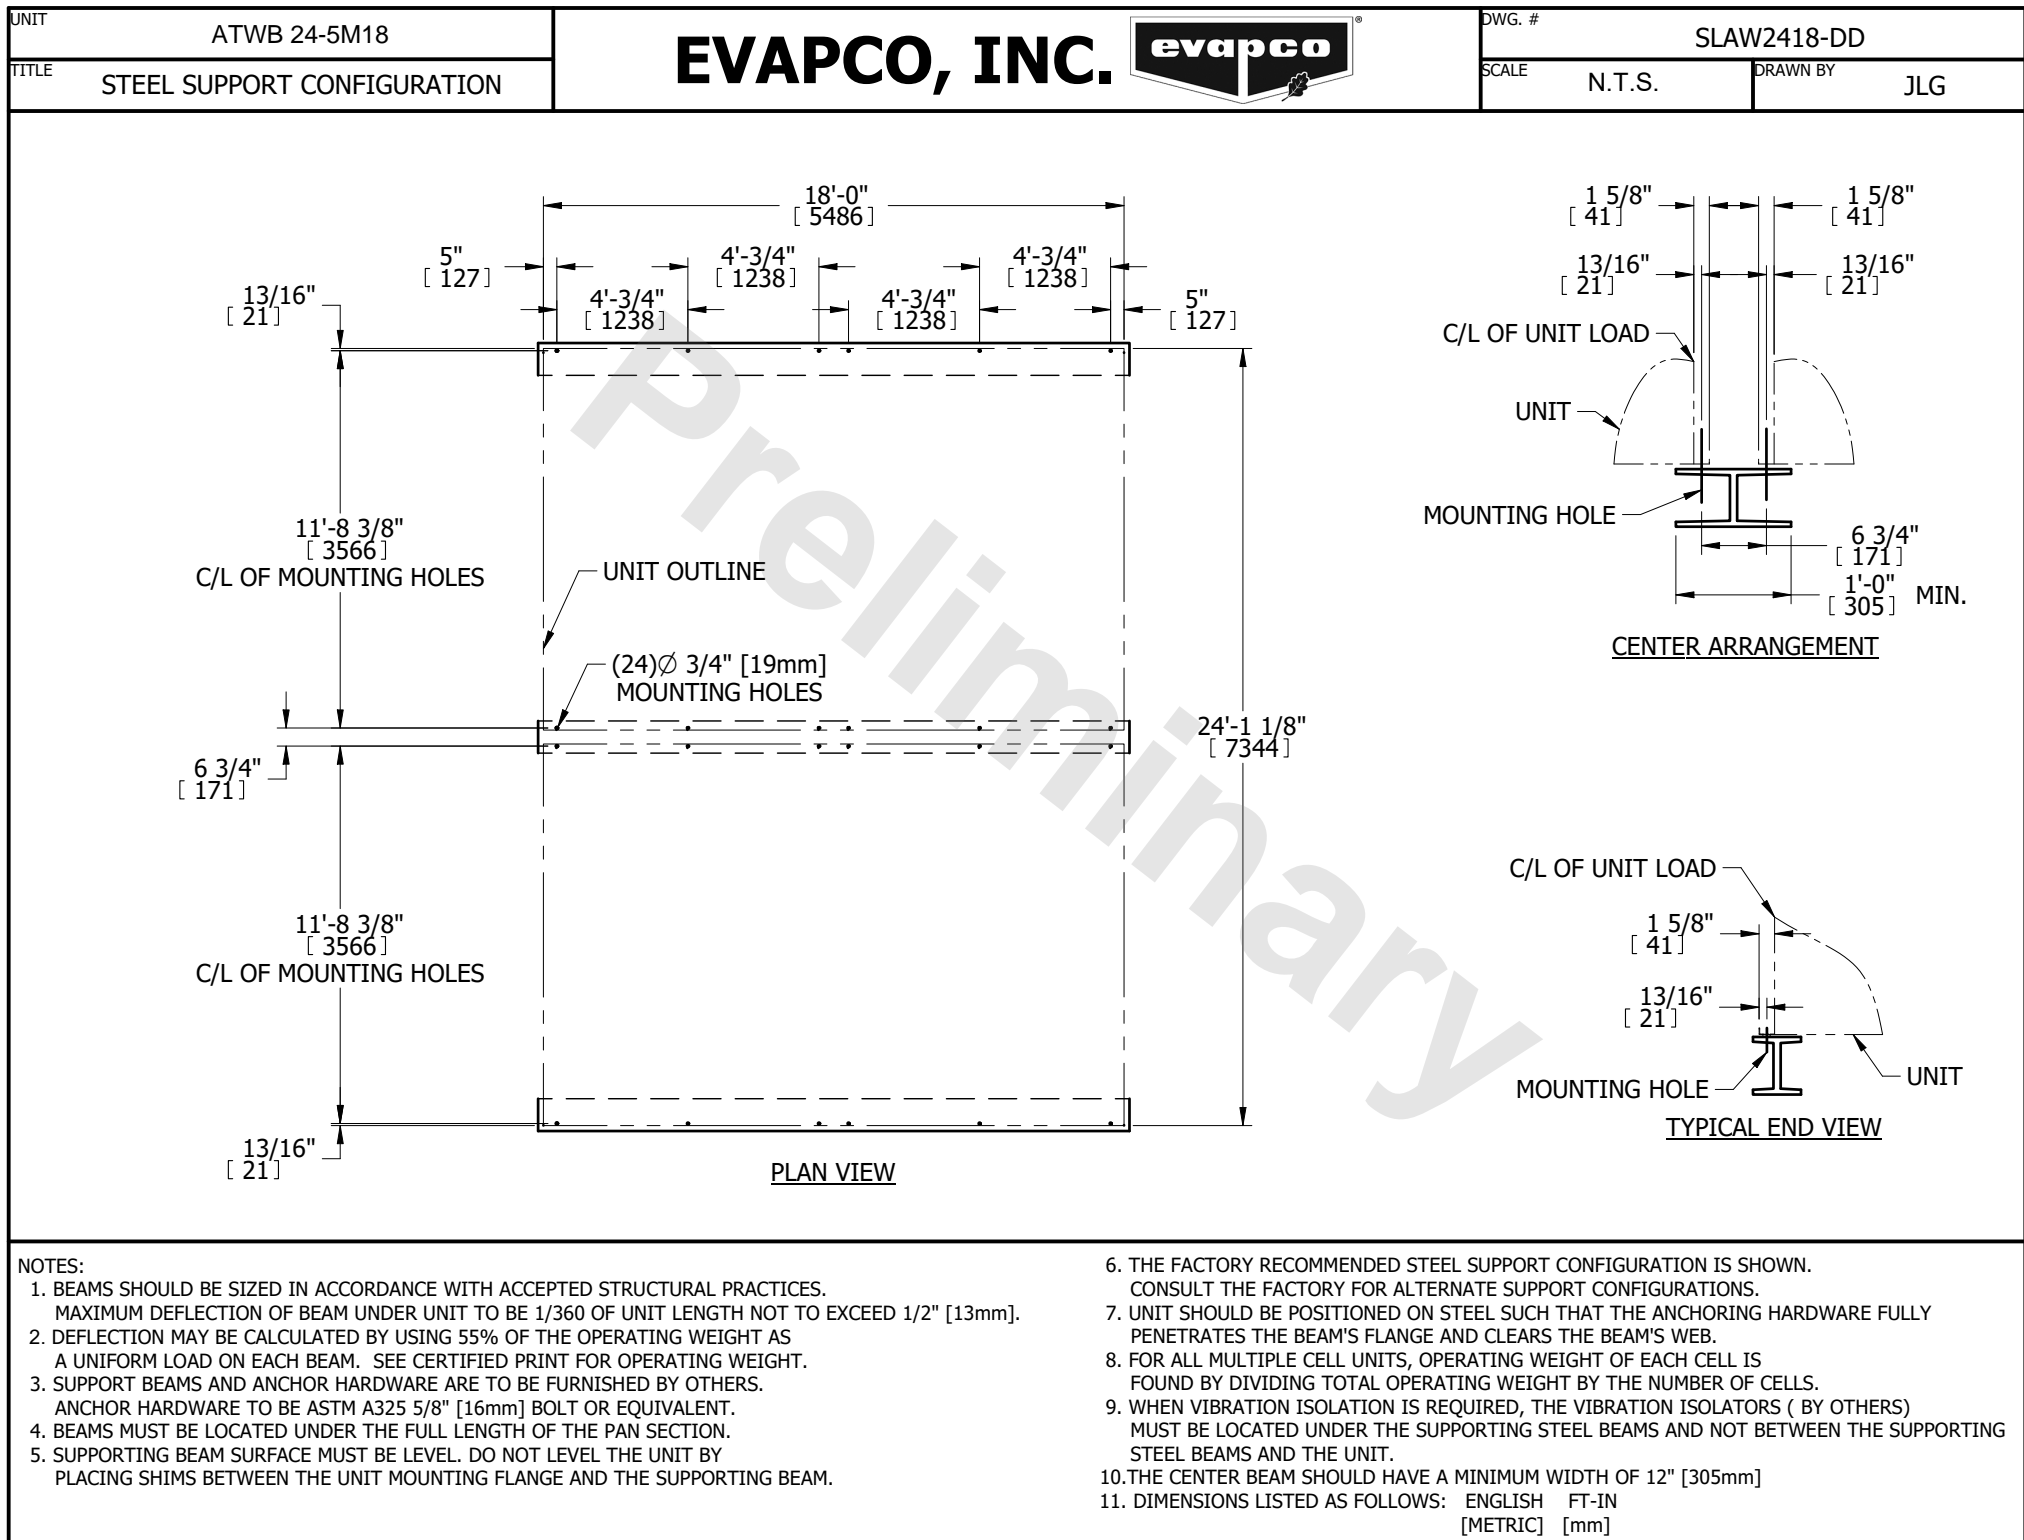 UNIT
ATWB 24-5M18
TITLE
STEEL SUPPORT CONFIGURATION
EVAPCO, INC.
evapco
®
DWG. #
SLAW2418-DD
SCALE
N.T.S.
DRAWN BY
JLG
18'-0"
[ 5486]
5"
[ 127]
4'-3/4"
[ 1238]
4'-3/4"
[ 1238]
13/16"
[ 21]
4'-3/4"
[ 1238]
4'-3/4"
[ 1238]
5"
[ 127]
11'-8 3/8"
[ 3566]
C/L OF MOUNTING HOLES
UNIT OUTLINE
(24)∅ 3/4" [19mm]
MOUNTING HOLES
6 3/4"
[ 171]
24'-1 1/8"
[ 7344]
11'-8 3/8"
[ 3566]
C/L OF MOUNTING HOLES
13/16"
[ 21]
PLAN VIEW
Preliminary
1 5/8"
[ 41]
1 5/8"
[ 41]
13/16"
[ 21]
13/16"
[ 21]
C/L OF UNIT LOAD
UNIT
MOUNTING HOLE
6 3/4"
[ 171]
1'-0"
[ 305] MIN.
CENTER ARRANGEMENT
C/L OF UNIT LOAD
1 5/8"
[ 41]
13/16"
[ 21]
MOUNTING HOLE
UNIT
TYPICAL END VIEW
NOTES:
1. BEAMS SHOULD BE SIZED IN ACCORDANCE WITH ACCEPTED STRUCTURAL PRACTICES.
MAXIMUM DEFLECTION OF BEAM UNDER UNIT TO BE 1/360 OF UNIT LENGTH NOT TO EXCEED 1/2" [13mm].
2. DEFLECTION MAY BE CALCULATED BY USING 55% OF THE OPERATING WEIGHT AS
A UNIFORM LOAD ON EACH BEAM. SEE CERTIFIED PRINT FOR OPERATING WEIGHT.
3. SUPPORT BEAMS AND ANCHOR HARDWARE ARE TO BE FURNISHED BY OTHERS.
ANCHOR HARDWARE TO BE ASTM A325 5/8" [16mm] BOLT OR EQUIVALENT.
4. BEAMS MUST BE LOCATED UNDER THE FULL LENGTH OF THE PAN SECTION.
5. SUPPORTING BEAM SURFACE MUST BE LEVEL. DO NOT LEVEL THE UNIT BY
PLACING SHIMS BETWEEN THE UNIT MOUNTING FLANGE AND THE SUPPORTING BEAM.
6. THE FACTORY RECOMMENDED STEEL SUPPORT CONFIGURATION IS SHOWN.
CONSULT THE FACTORY FOR ALTERNATE SUPPORT CONFIGURATIONS.
7. UNIT SHOULD BE POSITIONED ON STEEL SUCH THAT THE ANCHORING HARDWARE FULLY
PENETRATES THE BEAM'S FLANGE AND CLEARS THE BEAM'S WEB.
8. FOR ALL MULTIPLE CELL UNITS, OPERATING WEIGHT OF EACH CELL IS
FOUND BY DIVIDING TOTAL OPERATING WEIGHT BY THE NUMBER OF CELLS.
9. WHEN VIBRATION ISOLATION IS REQUIRED, THE VIBRATION ISOLATORS ( BY OTHERS)
MUST BE LOCATED UNDER THE SUPPORTING STEEL BEAMS AND NOT BETWEEN THE SUPPORTING
STEEL BEAMS AND THE UNIT.
10.THE CENTER BEAM SHOULD HAVE A MINIMUM WIDTH OF 12" [305mm]
11. DIMENSIONS LISTED AS FOLLOWS: ENGLISH FT-IN
[METRIC] [mm]